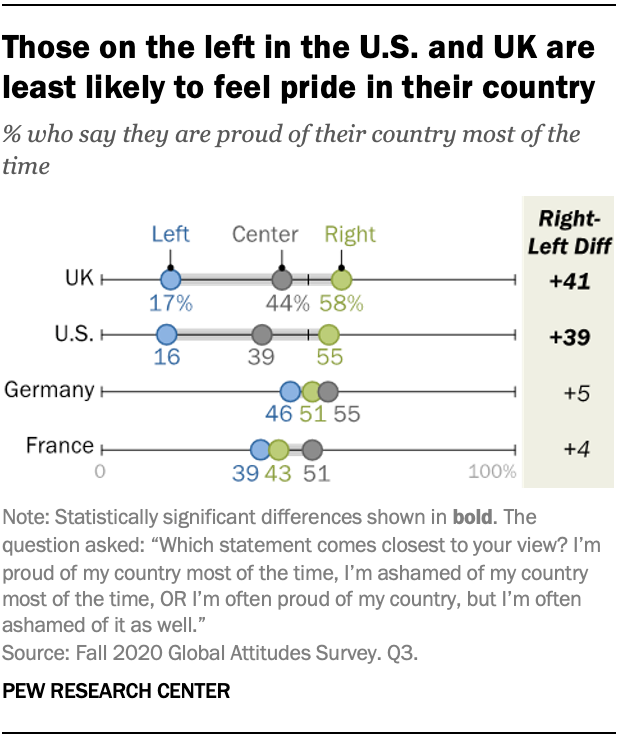 Those on the left in the U.S. and UK are
least likely to feel pride in their country
% who say they are proud of their country most of the
time
Right-
Left Diff
Left Center Right
UK +41
17% 44% 58%
U.S. +39
16 39 55
Germany +5
46 51 55
France +4
0 39 43 51 100%
Note: Statistically significant differences shown in bold. The
question asked: “Which statement comes closest to your view? I’m
proud of my country most of the time, I’m ashamed of my country
most of the time, OR I’m often proud of my country, but I’m often
ashamed of it as well.”
Source: Fall 2020 Global Attitudes Survey. Q3.
PEW RESEARCH CENTER